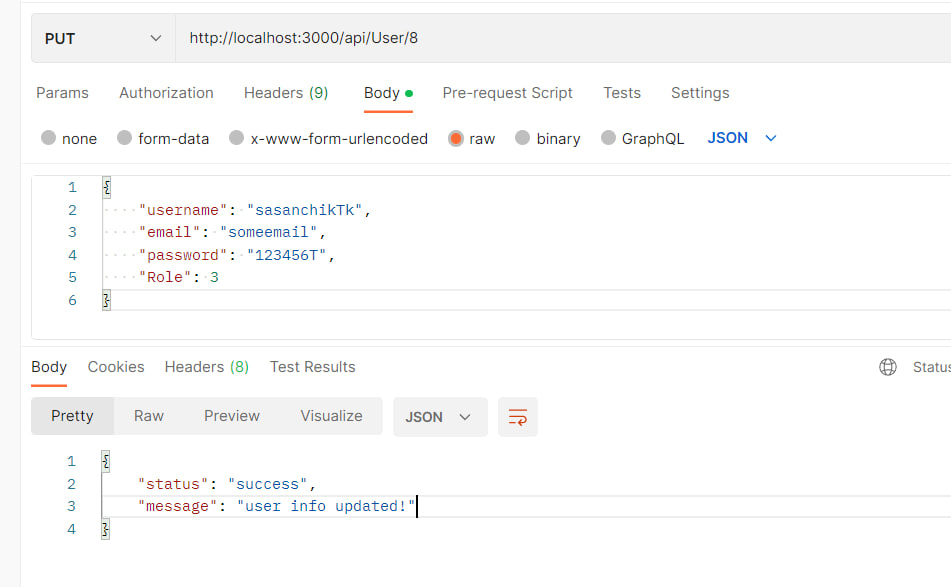 PUT http://localhost:3000/api/User/8
Params Authorization Headers (9) Body Pre-request Script Tests Settings
none form-data x-www-form-urlencoded raw binary GraphQL JSON
1 {
2 "username": "sasanchikTk",
3 "email": "someemail",
4 "password": "123456T",
5 "Role": 3
6 }
Body Cookies Headers (8) Test Results Status
Pretty Raw Preview Visualize JSON
1 {
2 "status": "success",
3 "message": "user info updated!"
4 }